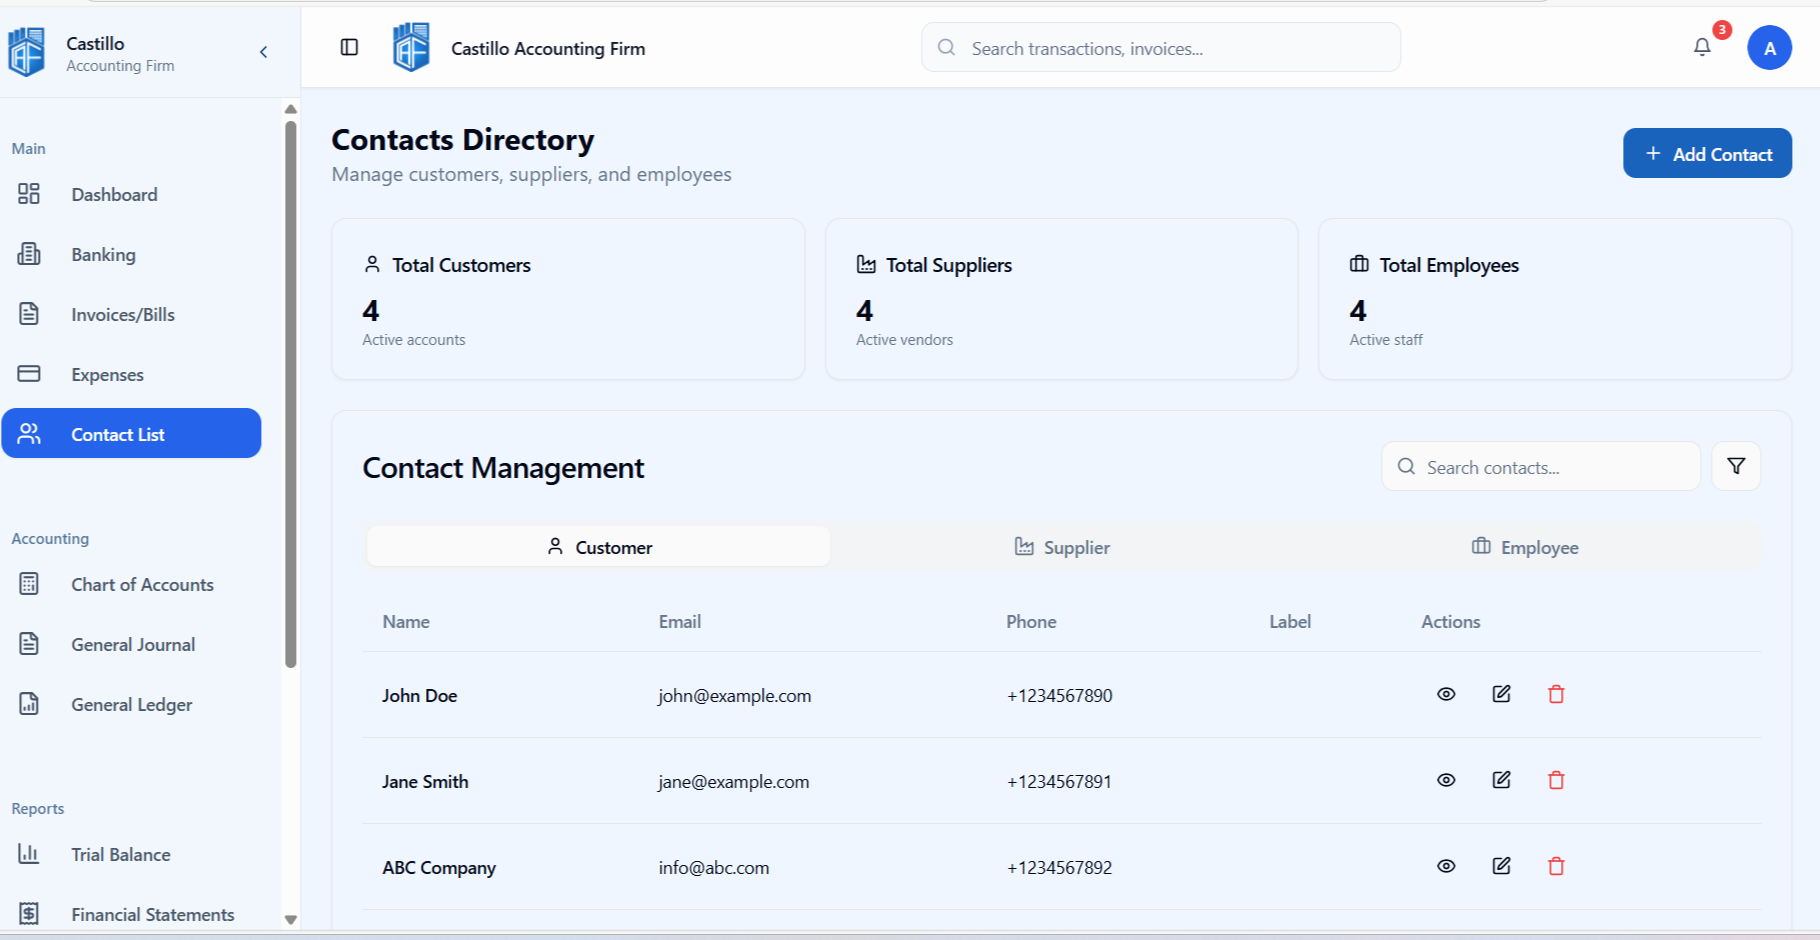 Castillo
Accounting Firm
Castillo Accounting Firm
Search transactions, invoices...
3
A
Main
Dashboard
Banking
Invoices/Bills
Expenses
Contact List
Accounting
Chart of Accounts
General Journal
General Ledger
Reports
Trial Balance
Financial Statements
Contacts Directory
Manage customers, suppliers, and employees
+ Add Contact
Total Customers
4
Active accounts
Total Suppliers
4
Active vendors
Total Employees
4
Active staff
Contact Management
Search contacts...
Customer Supplier Employee
Name Email Phone Label Actions
John Doe john@example.com +1234567890
Jane Smith jane@example.com +1234567891
ABC Company info@abc.com +1234567892